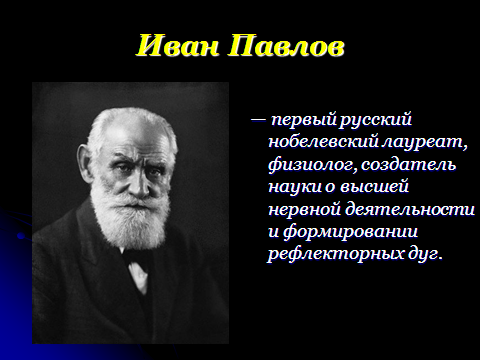 Иван Павлов
— первый русский
нобелевский лауреат,
физиолог, создатель
науки о высшей
нервной деятельности
и формировании
рефлекторных дуг.